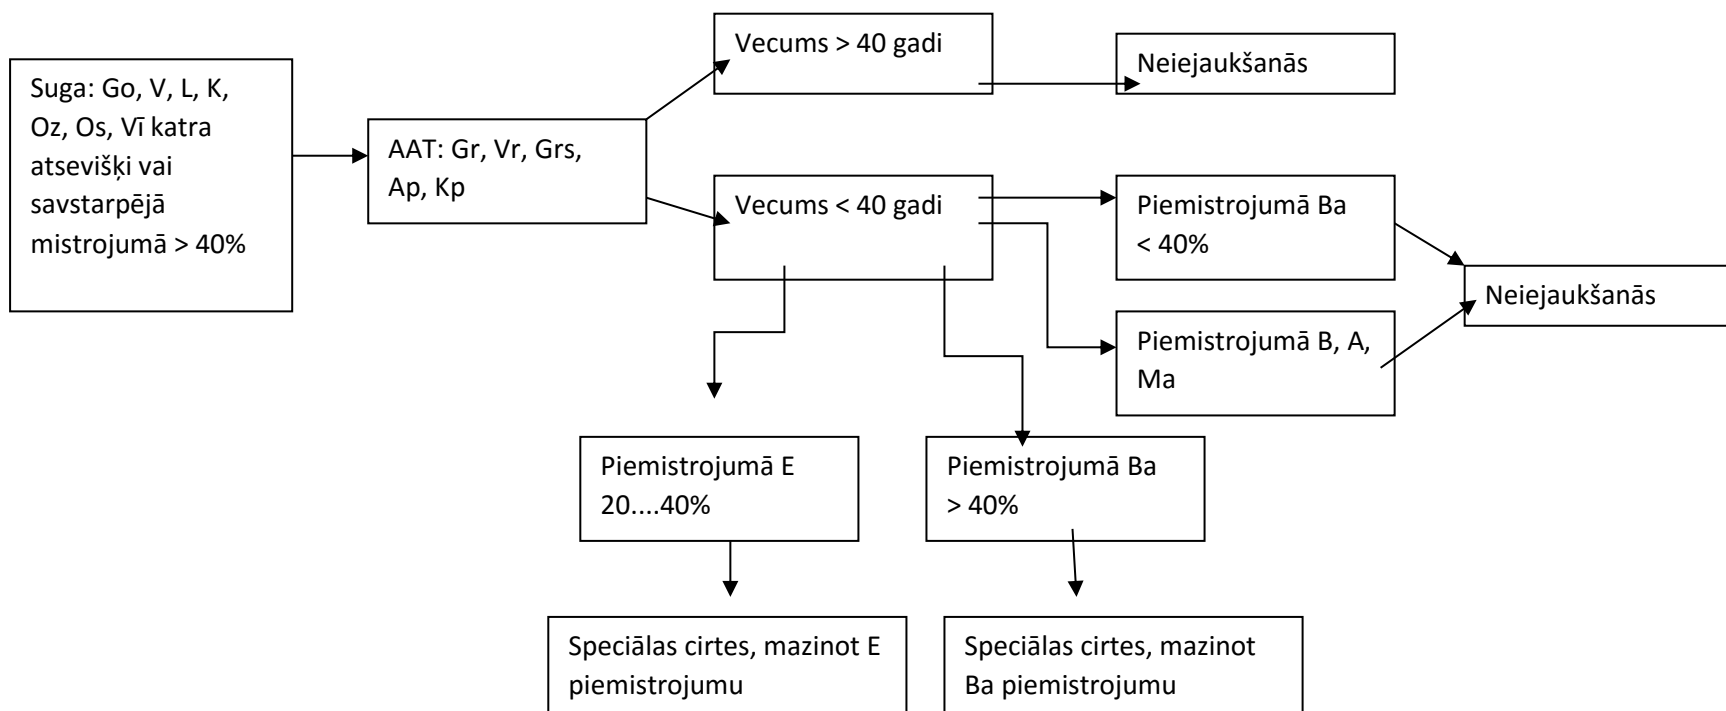 Suga: Go, V, L, K,
Oz, Os, Vī katra
atsevišķi vai
savstarpējā
mistrojumā > 40%
AAT: Gr, Vr, Grs,
Ap, Kp
Vecums > 40 gadi
Neiejaukšanās
Vecums < 40 gadi
Piemistrojumā Ba
< 40%
Piemistrojumā B, A,
Ma
Neiejaukšanās
Piemistrojumā E
20....40%
Piemistrojumā Ba
> 40%
Speciālas cirtes, mazinot E
piemistrojumu
Speciālas cirtes, mazinot
Ba piemistrojumu